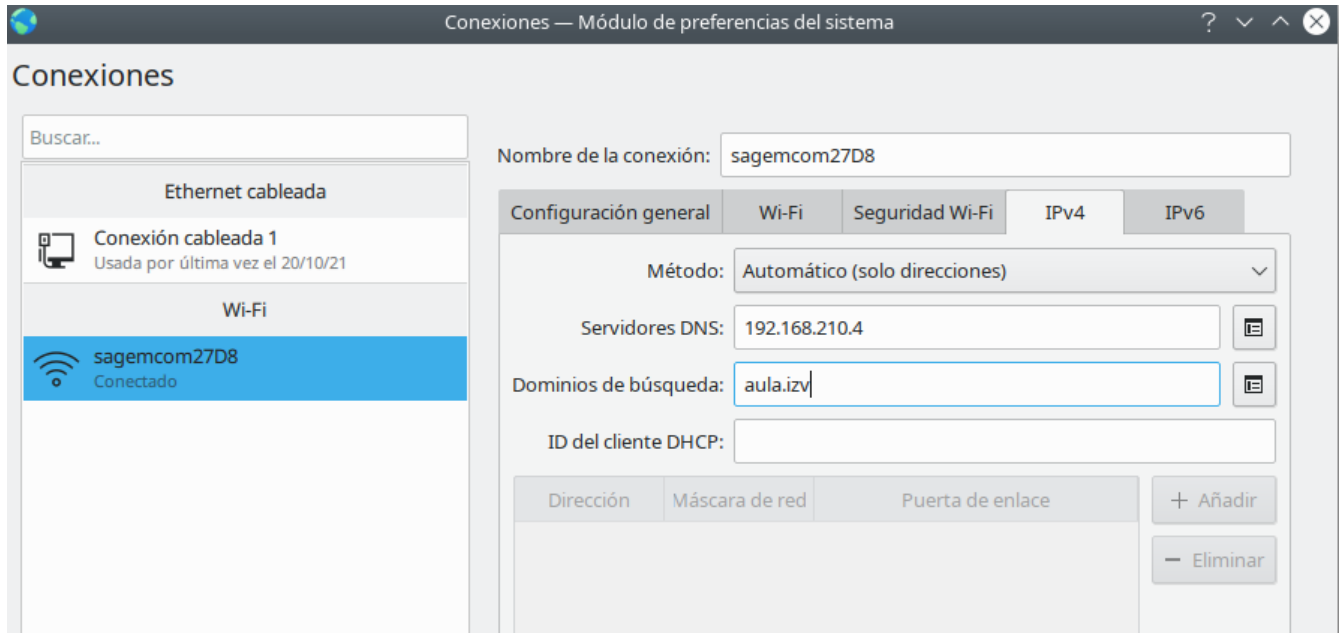 Conexiones — Módulo de preferencias del sistema
Conexiones
Buscar...
Ethernet cableada
Conexión cableada 1
Usada por última vez el 20/10/21
Wi-Fi
sagemcom27D8
Conectado
Nombre de la conexión: sagemcom27D8
Configuración general Wi-Fi Seguridad Wi-Fi IPv4 IPv6
Método: Automático (solo direcciones)
Servidores DNS: 192.168.210.4
Dominios de búsqueda: aula.izv
ID del cliente DHCP:
Dirección Máscara de red Puerta de enlace
+ Añadir
− Eliminar